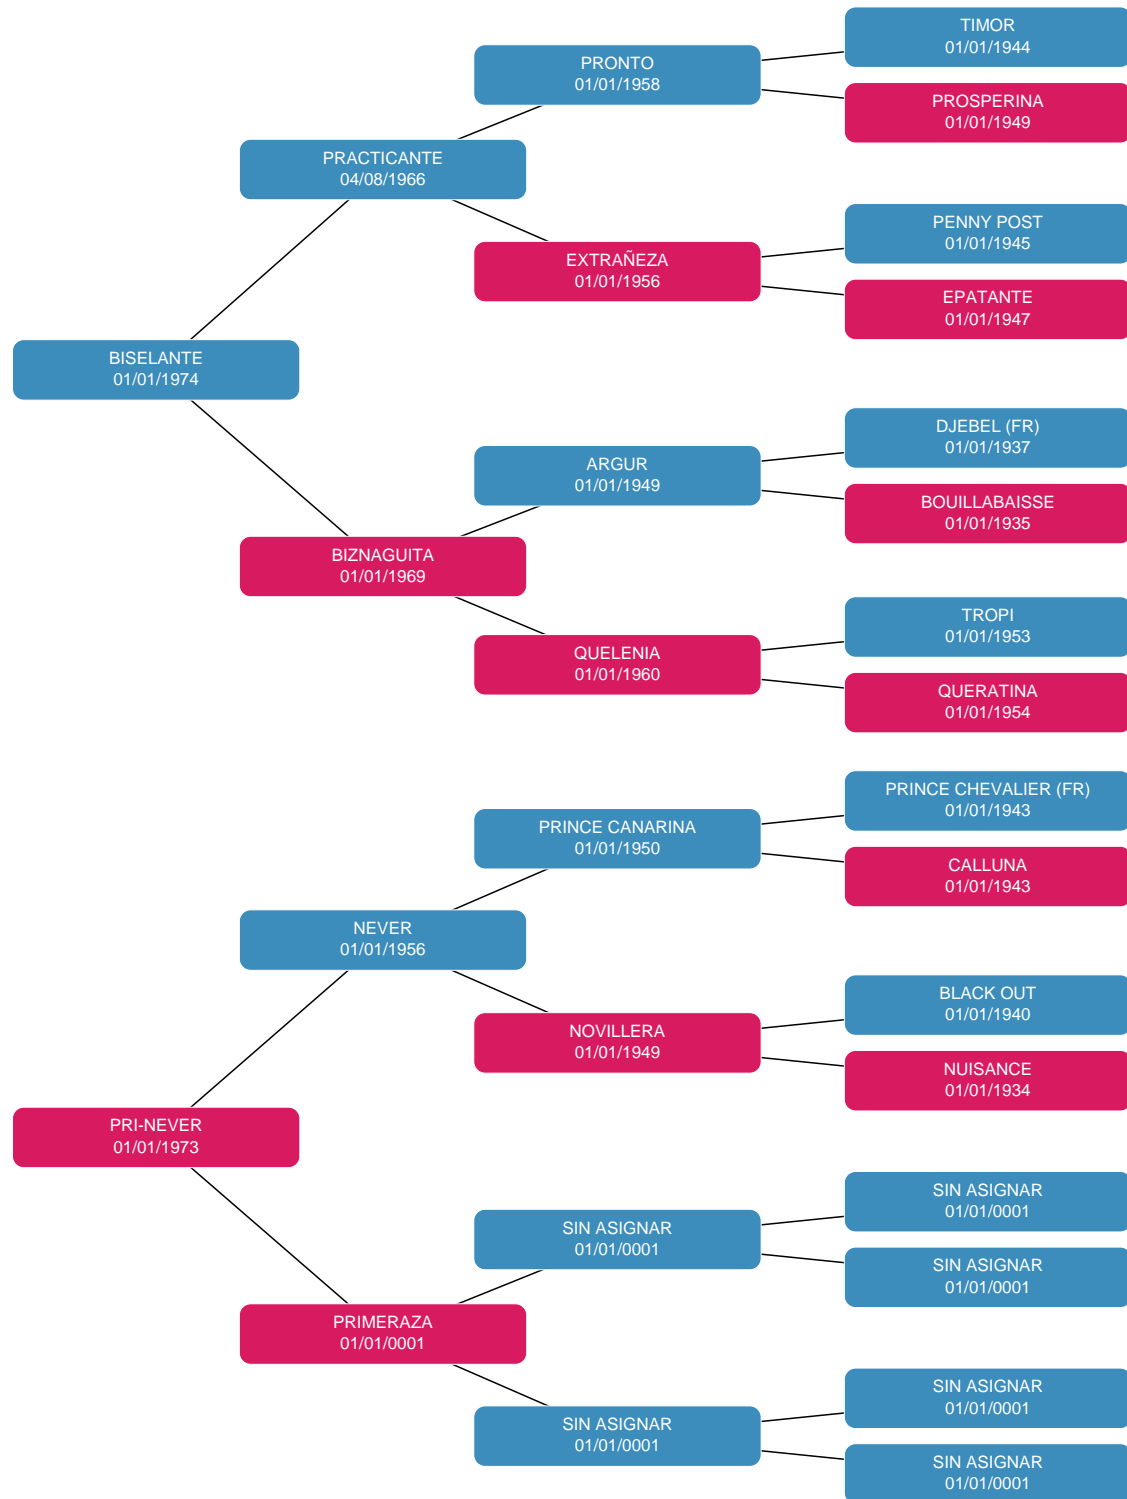 TIMOR
01/01/1944
PRONTO
01/01/1958
PROSPERINA
01/01/1949
PRACTICANTE
04/08/1966
PENNY POST
01/01/1945
EXTRAÑEZA
01/01/1956
EPATANTE
01/01/1947
BISELANTE
01/01/1974
DJEBEL (FR)
01/01/1937
ARGUR
01/01/1949
BOUILLABAISSE
01/01/1935
BIZNAGUITA
01/01/1969
TROPI
01/01/1953
QUELENIA
01/01/1960
QUERATINA
01/01/1954
PRINCE CHEVALIER (FR)
01/01/1943
PRINCE CANARINA
01/01/1950
CALLUNA
01/01/1943
NEVER
01/01/1956
BLACK OUT
01/01/1940
NOVILLERA
01/01/1949
NUISANCE
01/01/1934
PRI-NEVER
01/01/1973
SIN ASIGNAR
01/01/0001
SIN ASIGNAR
01/01/0001
SIN ASIGNAR
01/01/0001
PRIMERAZA
01/01/0001
SIN ASIGNAR
01/01/0001
SIN ASIGNAR
01/01/0001
SIN ASIGNAR
01/01/0001